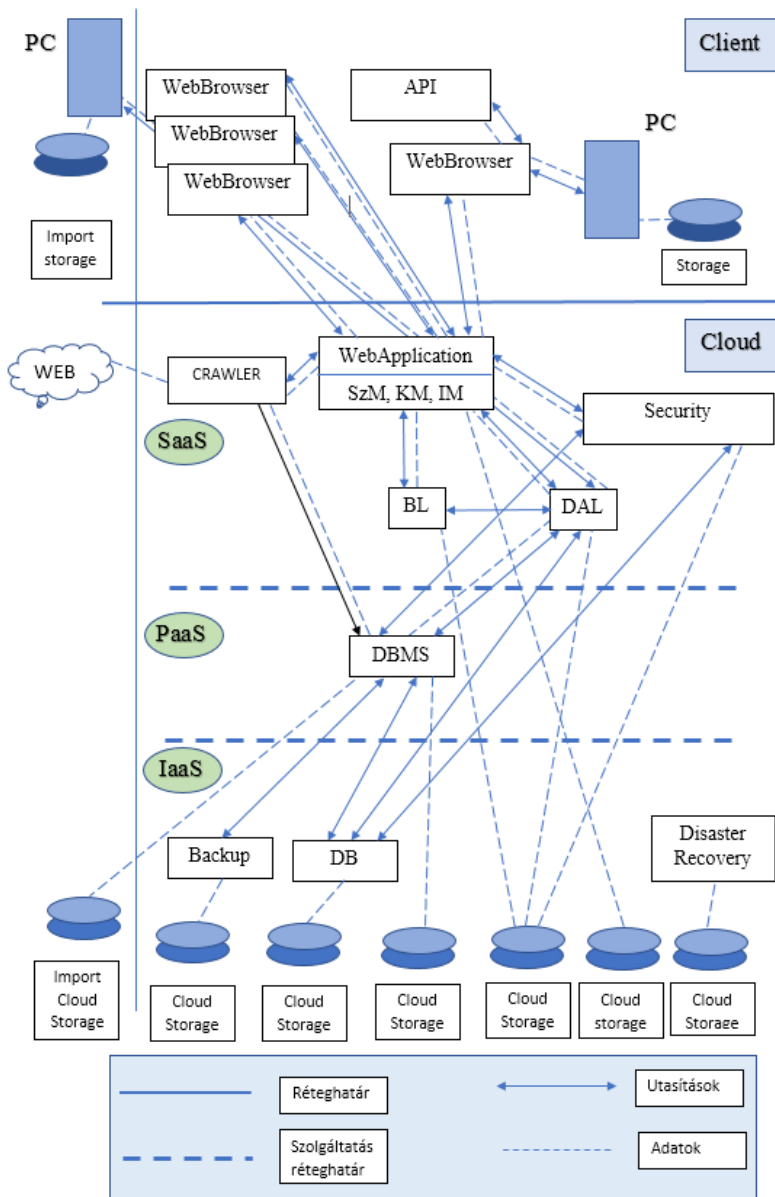 PC
WebBrowser
WebBrowser
WebBrowser
API
WebBrowser
Client
PC
Import
storage
Storage
Cloud
WEB
CRAWLER
WebApplication
SzM, KM, IM
Security
SaaS
BL
DAL
PaaS
DBMS
IaaS
Backup
DB
Disaster
Recovery
Import
Cloud
Storage
Cloud
Storage
Cloud
Storage
Cloud
Storage
Cloud
Storage
Cloud
storage
Cloud
Storage
Réteghatár
Utasítások
Szolgáltatás
réteghatár
Adatok